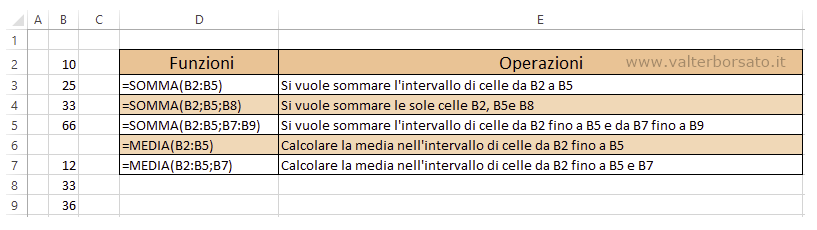 A B C D E
1
2 10 Funzioni Operazioni www.valterborsato.it
3 25 =SOMMA(B2:B5) Si vuole sommare l'intervallo di celle da B2 a B5
4 33 =SOMMA(B2;B5;B8) Si vuole sommare le sole celle B2, B5e B8
5 66 =SOMMA(B2:B5;B7:B9) Si vuole sommare l'intervallo di celle da B2 fino a B5 e da B7 fino a B9
6 =MEDIA(B2:B5) Calcolare la media nell'intervallo di celle da B2 fino a B5
7 12 =MEDIA(B2:B5;B7) Calcolare la media nell'intervallo di celle da B2 fino a B5 e B7
8 33
9 36